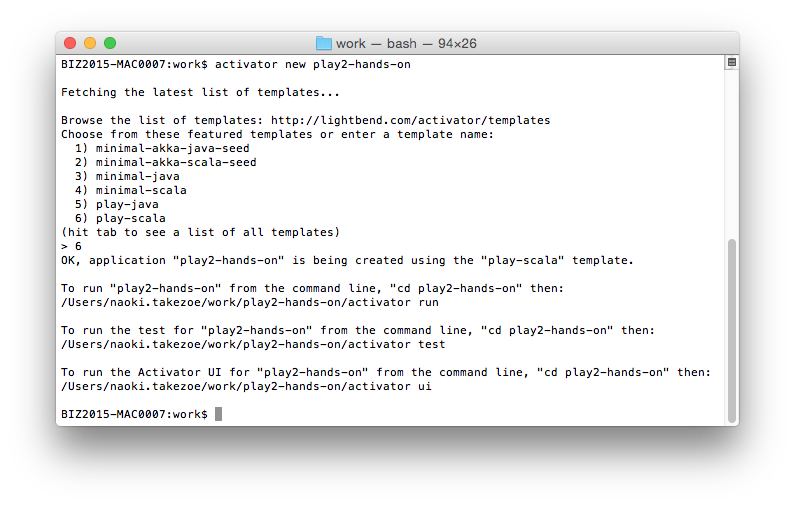 work — bash — 94×26
BIZ2015-MAC0007:work$ activator new play2-hands-on
Fetching the latest list of templates...
Browse the list of templates: http://lightbend.com/activator/templates
Choose from these featured templates or enter a template name:
1) minimal-akka-java-seed
2) minimal-akka-scala-seed
3) minimal-java
4) minimal-scala
5) play-java
6) play-scala
(hit tab to see a list of all templates)
> 6
OK, application "play2-hands-on" is being created using the "play-scala" template.
To run "play2-hands-on" from the command line, "cd play2-hands-on" then:
/Users/naoki.takezoe/work/play2-hands-on/activator run
To run the test for "play2-hands-on" from the command line, "cd play2-hands-on" then:
/Users/naoki.takezoe/work/play2-hands-on/activator test
To run the Activator UI for "play2-hands-on" from the command line, "cd play2-hands-on" then:
/Users/naoki.takezoe/work/play2-hands-on/activator ui
BIZ2015-MAC0007:work$